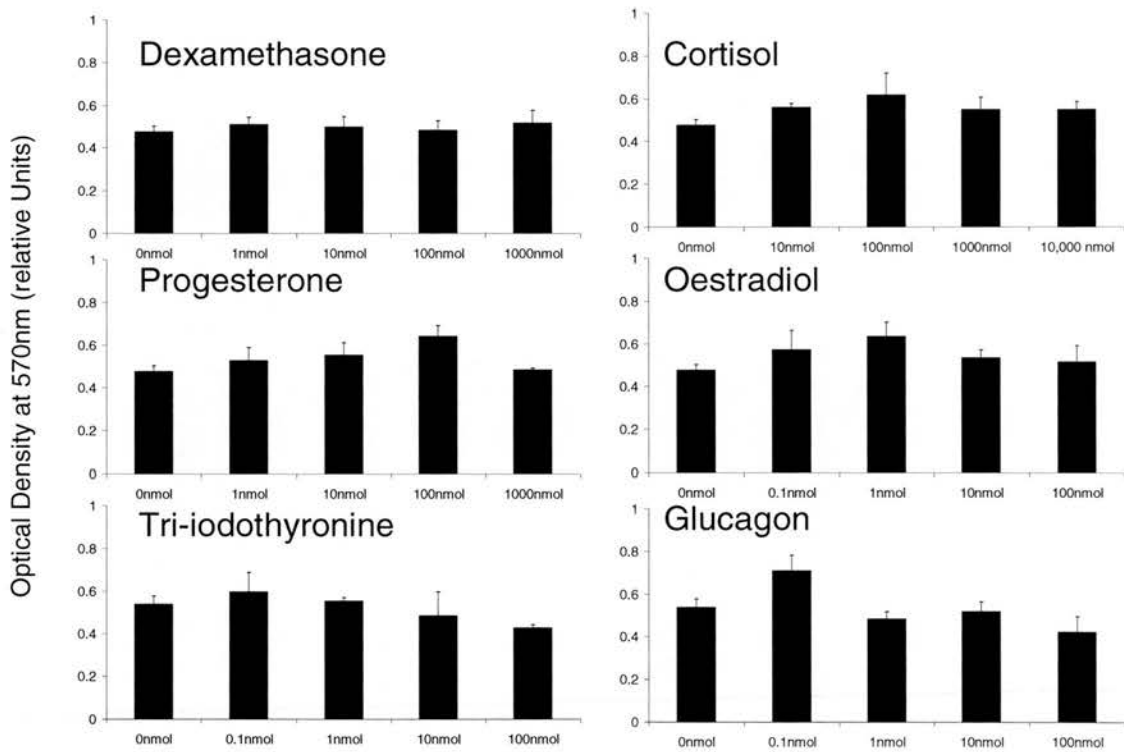 Optical Density at 570nm (relative Units)
Dexamethasone
1
0.8
0.6
0.4
0.2
0
0nmol 1nmol 10nmol 100nmol 1000nmol
Cortisol
1
0.8
0.6
0.4
0.2
0
0nmol 10nmol 100nmol 1000nmol 10,000 nmol
Progesterone
1
0.8
0.6
0.4
0.2
0
0nmol 1nmol 10nmol 100nmol 1000nmol
Oestradiol
1
0.8
0.6
0.4
0.2
0
0nmol 0.1nmol 1nmol 10nmol 100nmol
Tri-iodothyronine
1
0.8
0.6
0.4
0.2
0
0nmol 0.1nmol 1nmol 10nmol 100nmol
Glucagon
1
0.8
0.6
0.4
0.2
0
0nmol 0.1nmol 1nmol 10nmol 100nmol